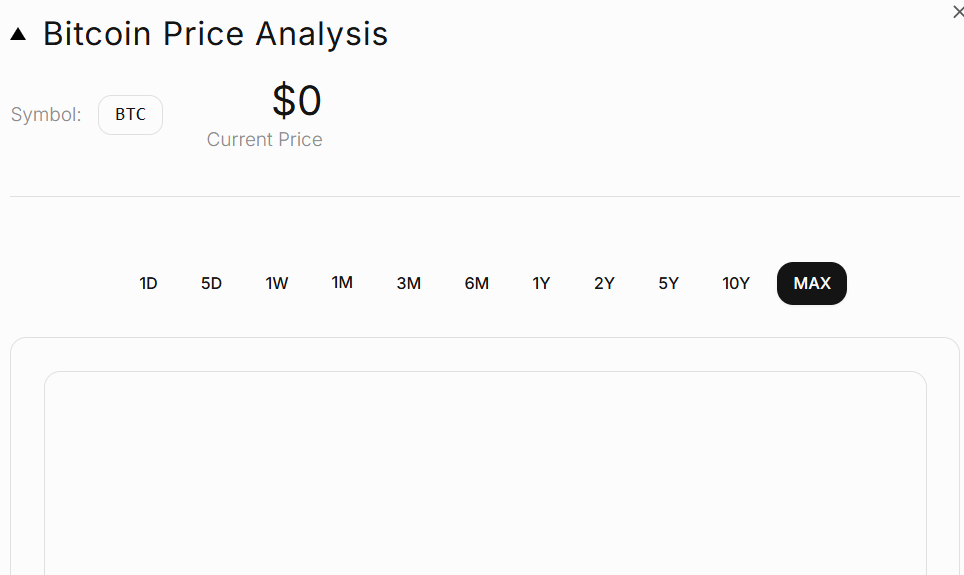 ▲ Bitcoin Price Analysis
Symbol: BTC
$0
Current Price
1D 5D 1W 1M 3M 6M 1Y 2Y 5Y 10Y MAX